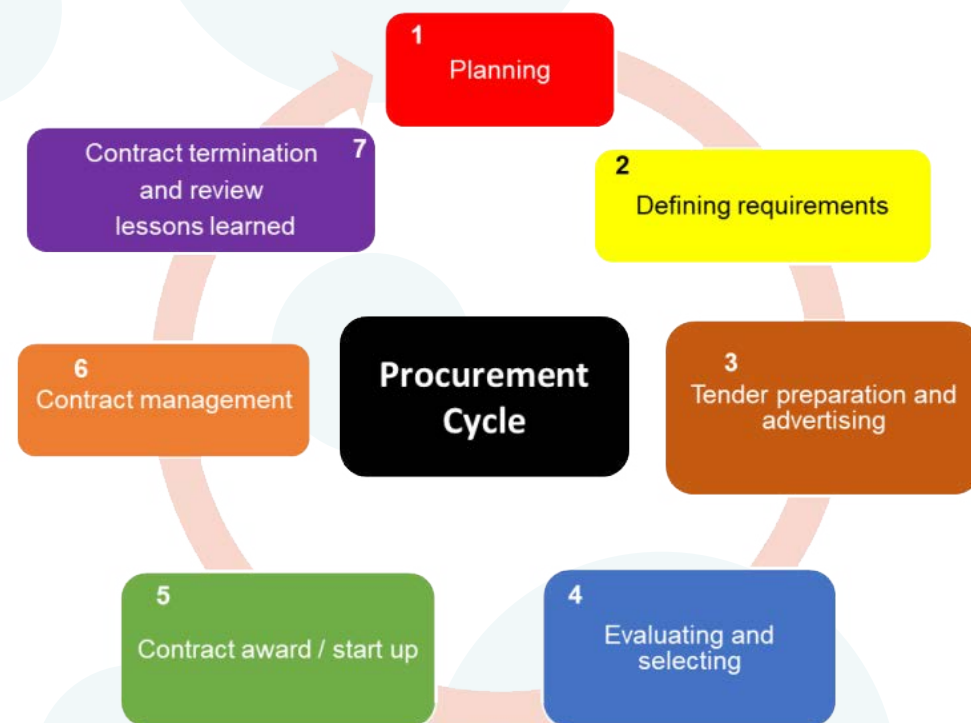 1
Planning
2
Defining requirements
3
Tender preparation and
advertising
4
Evaluating and
selecting
5
Contract award / start up
6
Contract management
7
Contract termination
and review
lessons learned
Procurement
Cycle